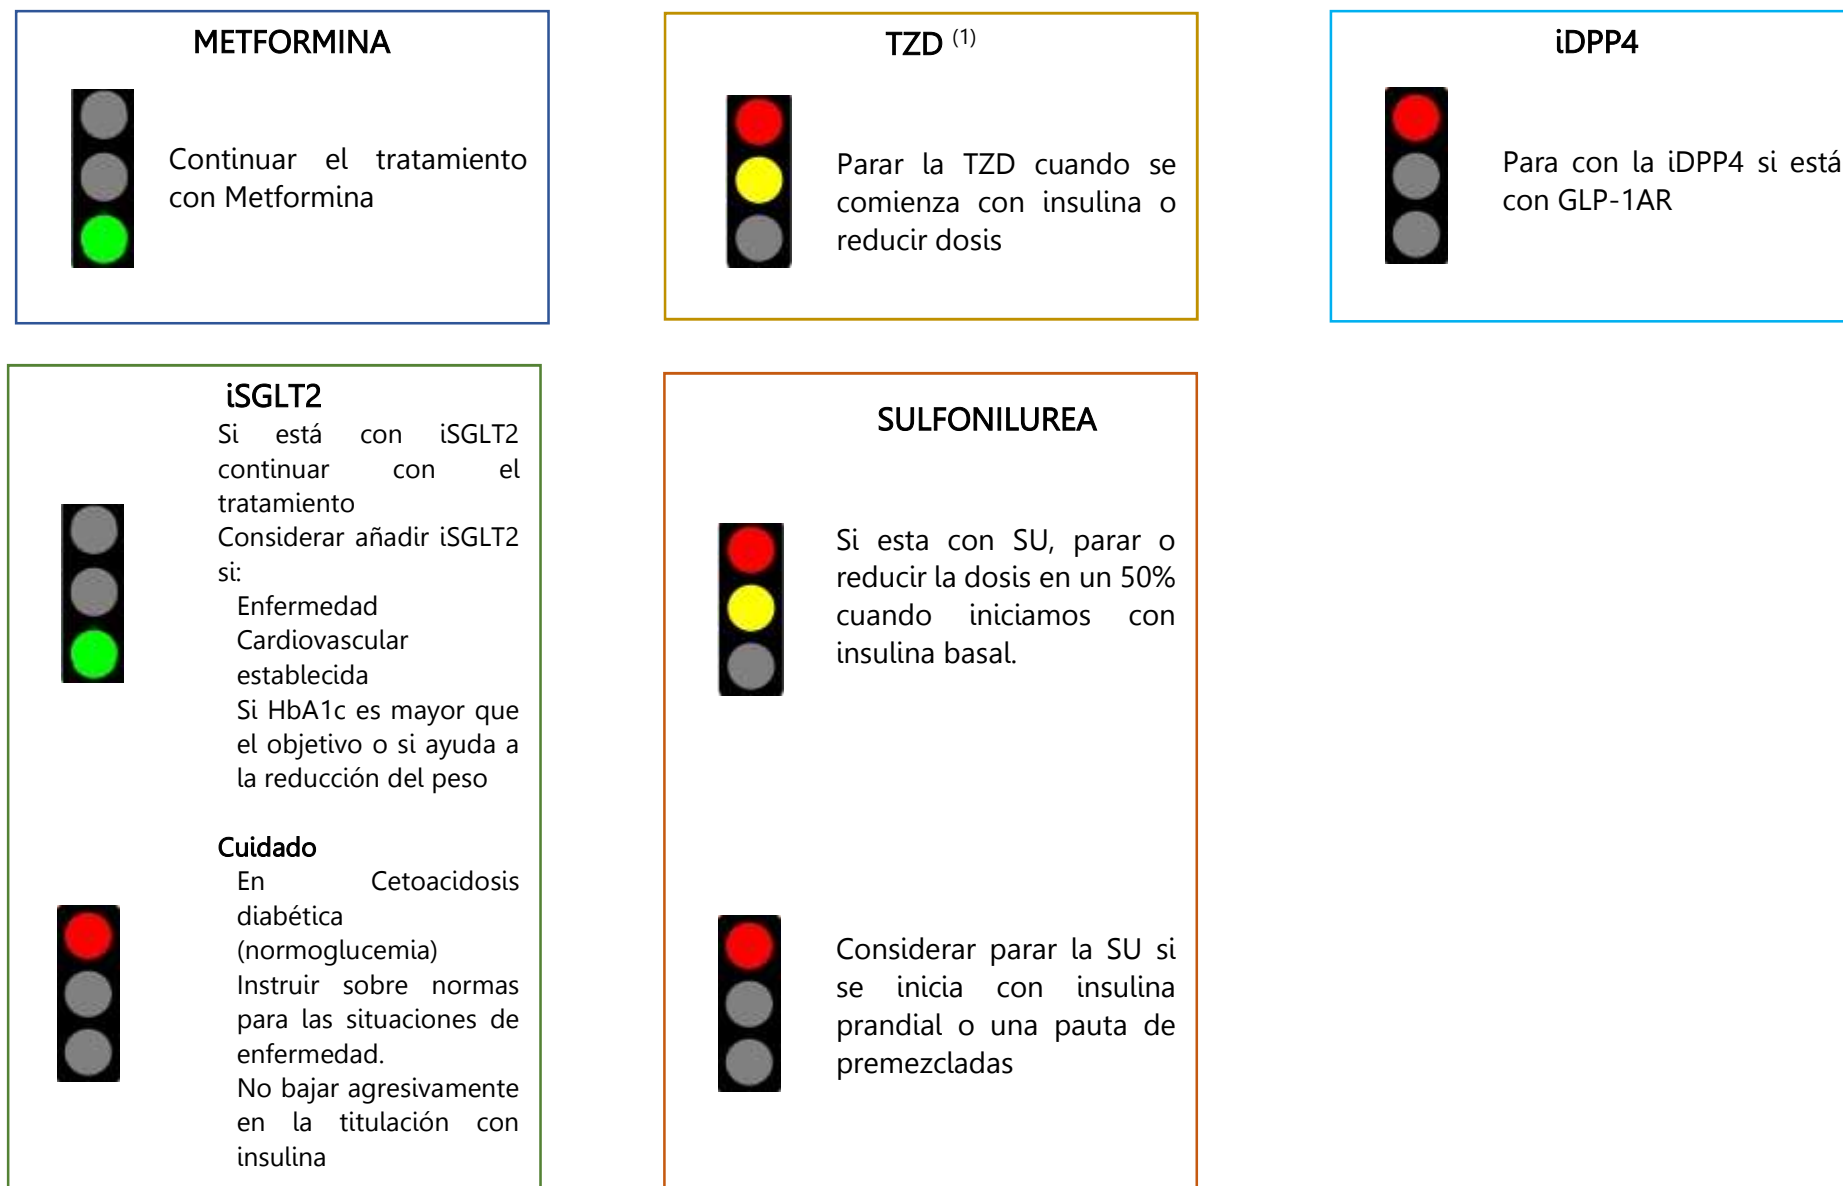 METFORMINA
Continuar el tratamiento
con Metformina
TZD (1)
Parar la TZD cuando se
comienza con insulina o
reducir dosis
iDPP4
Para con la iDPP4 si está
con GLP-1AR
iSGLT2
Si está con iSGLT2
continuar con el
tratamiento
Considerar añadir iSGLT2
si:
Enfermedad
Cardiovascular
establecida
Si HbA1c es mayor que
el objetivo o si ayuda a
la reducción del peso
Cuidado
En Cetoacidosis
diabética
(normoglucemia)
Instruir sobre normas
para las situaciones de
enfermedad.
No bajar agresivamente
en la titulación con
insulina
SULFONILUREA
Si esta con SU, parar o
reducir la dosis en un 50%
cuando iniciamos con
insulina basal.
Considerar parar la SU si
se inicia con insulina
prandial o una pauta de
premezcladas